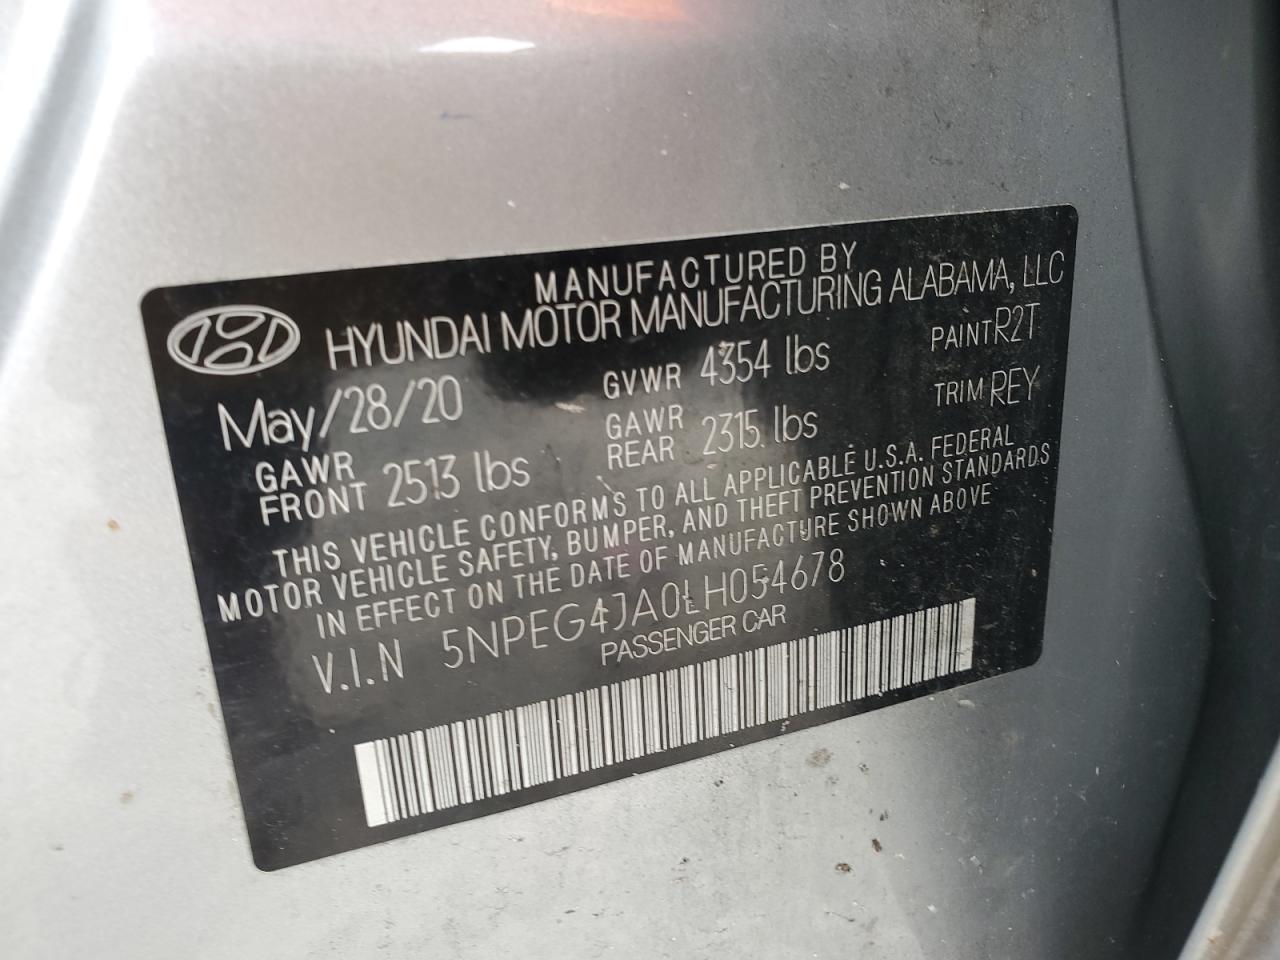 MANUFACTURED BY
HYUNDAI MOTOR MANUFACTURING ALABAMA, LLC
May/28/20 GVWR 4354 lbs PAINT R2T
GAWR FRONT 2513 lbs GAWR REAR 2315 lbs TRIM REY
THIS VEHICLE CONFORMS TO ALL APPLICABLE U.S.A. FEDERAL
MOTOR VEHICLE SAFETY, BUMPER, AND THEFT PREVENTION STANDARDS
IN EFFECT ON THE DATE OF MANUFACTURE SHOWN ABOVE
V.I.N 5NPEG4JA0LH054678
PASSENGER CAR